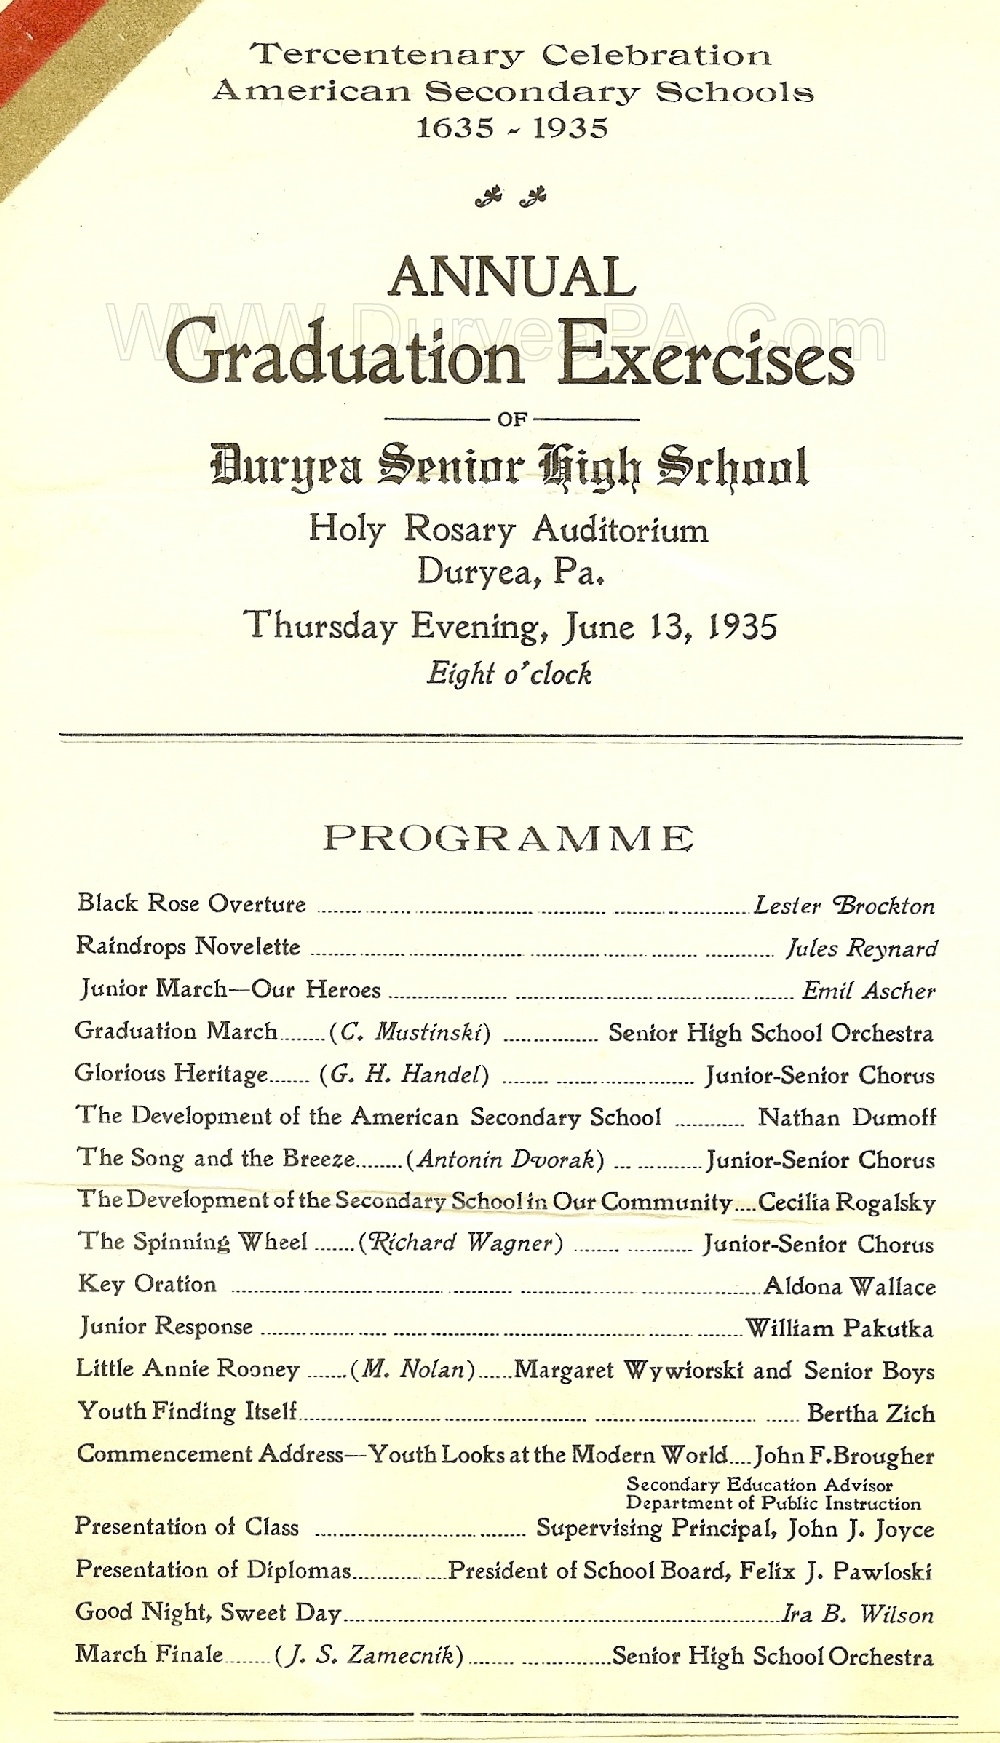 Tercentenary Celebration
American Secondary Schools
1635 - 1935
ANNUAL
WWW.DuryeaPA.Com
Graduation Exercises
OF
Duryea Senior High School
Holy Rosary Auditorium
Duryea, Pa.
Thursday Evening, June 13, 1935
Eight o'clock
PROGRAMME
Black Rose Overture ........ Lester Brockton
Raindrops Novelette ........ Jules Reynard
Junior March—Our Heroes ........ Emil Ascher
Graduation March........(C. Mustinski) ........ Senior High School Orchestra
Glorious Heritage....... (G. H. Handel) ........ Junior-Senior Chorus
The Development of the American Secondary School ........ Nathan Dumoff
The Song and the Breeze........(Antonin Dvorak) ........ Junior-Senior Chorus
The Development of the Secondary School in Our Community....Cecilia Rogalsky
The Spinning Wheel .......(Richard Wagner) ........ Junior-Senior Chorus
Key Oration ........ Aldona Wallace
Junior Response ........ William Pakutka
Little Annie Rooney .......(M. Nolan)......Margaret Wywiorski and Senior Boys
Youth Finding Itself........ Bertha Zich
Commencement Address—Youth Looks at the Modern World....John F. Brougher
Secondary Education Advisor
Department of Public Instruction
Presentation of Class ........ Supervising Principal, John J. Joyce
Presentation of Diplomas........President of School Board, Felix J. Pawloski
Good Night, Sweet Day........Ira B. Wilson
March Finale........(J. S. Zamecnik)........Senior High School Orchestra